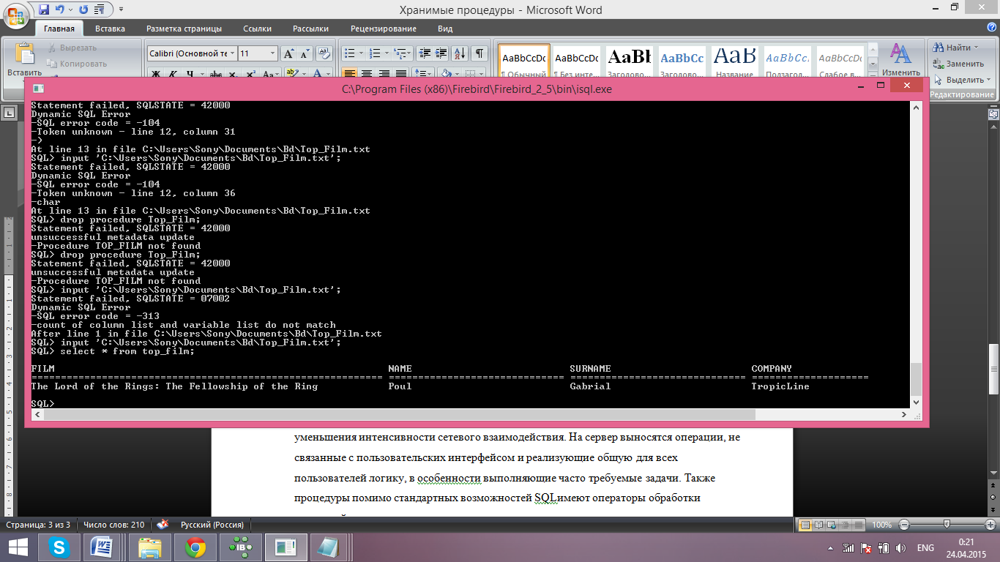 Хранимые процедуры - Microsoft Word
Главная Вставка Разметка страницы Ссылки Рассылки Рецензирование Вид
Вставить
Вырезать
Копировать
Calibri (Основной те 11
Ж К Ч abc x₂ x² Aa
AaBbCcDc AaBbCcDc AaBbC AaBbCc AaBb AaBbCc. AaBbCcDc
¶ Обычный ¶ Без инте... Заголово... Заголово... Название Подзагол... Слабое в...
Изменить
Найти
Заменить
Выделить
Редактирование
C:\Program Files (x86)\Firebird\Firebird_2_5\bin\isql.exe
Statement failed, SQLSTATE = 42000
Dynamic SQL Error
-SQL error code = -104
-Token unknown - line 12, column 31
-)
At line 13 in file C:\Users\Sony\Documents\Bd\Top_Film.txt
SQL> input 'C:\Users\Sony\Documents\Bd\Top_Film.txt';
Statement failed, SQLSTATE = 42000
Dynamic SQL Error
-SQL error code = -104
-Token unknown - line 12, column 36
-char
At line 13 in file C:\Users\Sony\Documents\Bd\Top_Film.txt
SQL> drop procedure Top_Film;
Statement failed, SQLSTATE = 42000
unsuccessful metadata update
-Procedure TOP_FILM not found
SQL> drop procedure Top_Film;
Statement failed, SQLSTATE = 42000
unsuccessful metadata update
-Procedure TOP_FILM not found
SQL> input 'C:\Users\Sony\Documents\Bd\Top_Film.txt';
Statement failed, SQLSTATE = 07002
Dynamic SQL Error
-SQL error code = -313
-count of column list and variable list do not match
After line 1 in file C:\Users\Sony\Documents\Bd\Top_Film.txt
SQL> input 'C:\Users\Sony\Documents\Bd\Top_Film.txt';
SQL> select * from top_film;
FILM NAME SURNAME COMPANY
============================================================ =============================== =============================== ====================
The Lord of the Rings: The Fellowship of the Ring Poul Gabrial TropicLine
SQL>
уменьшения интенсивности сетевого взаимодействия. На сервер выносятся операции, не
связанные с пользовательских интерфейсом и реализующие общую для всех
пользователей логику, в особенности выполняющие часто требуемые задачи. Также
процедуры помимо стандартных возможностей SQLимеют операторы обработки
Страница: 3 из 3 Число слов: 210 Русский (Россия) 100%
IB
ENG
0:21
24.04.2015